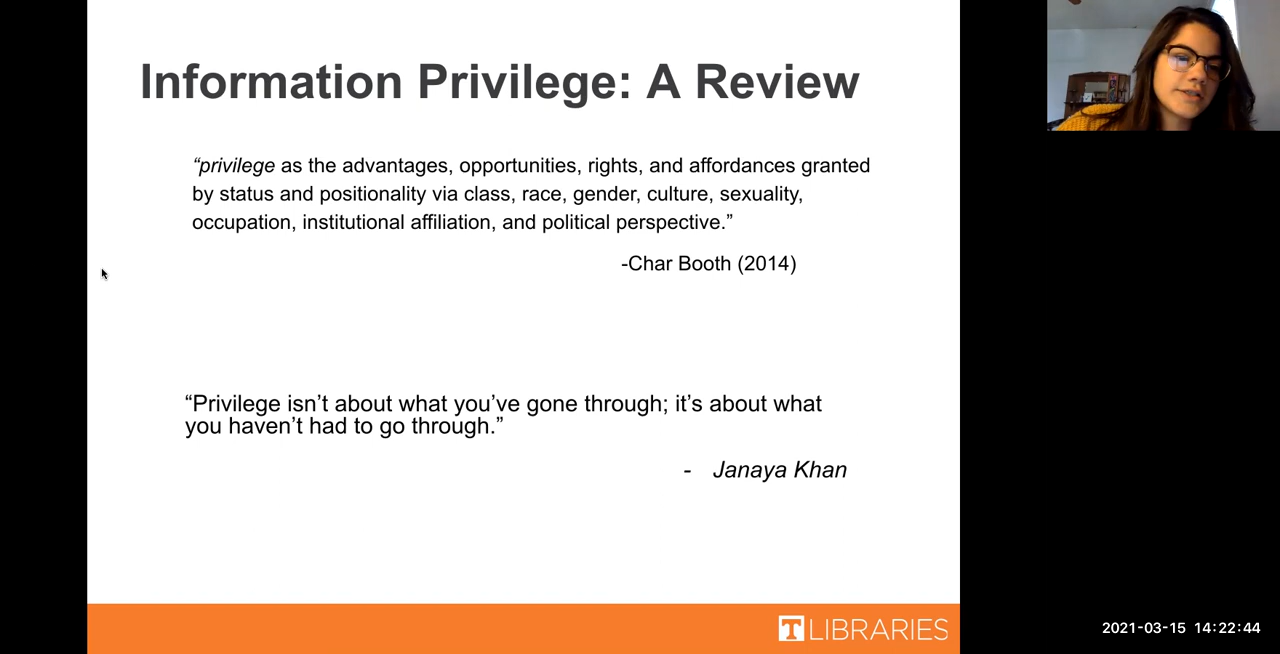 Information Privilege: A Review
“privilege as the advantages, opportunities, rights, and affordances granted
by status and positionality via class, race, gender, culture, sexuality,
occupation, institutional affiliation, and political perspective.”
-Char Booth (2014)
“Privilege isn’t about what you’ve gone through; it’s about what
you haven’t had to go through.”
- Janaya Khan
T LIBRARIES
2021-03-15 14:22:44